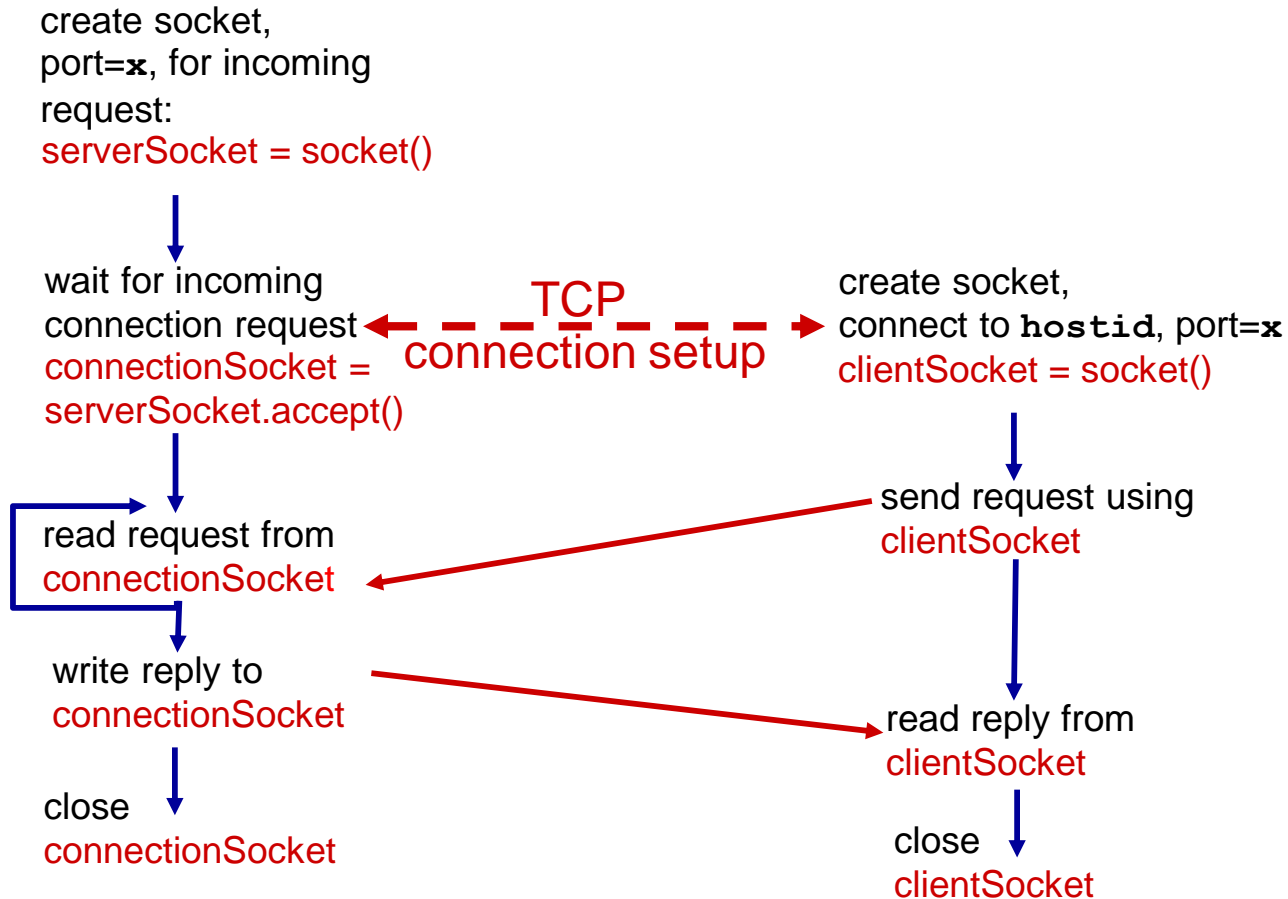 create socket,
port=x, for incoming
request:
serverSocket = socket()
wait for incoming
connection request
connectionSocket =
serverSocket.accept()
TCP
connection setup
create socket,
connect to hostid, port=x
clientSocket = socket()
read request from
connectionSocket
send request using
clientSocket
write reply to
connectionSocket
read reply from
clientSocket
close
connectionSocket
close
clientSocket